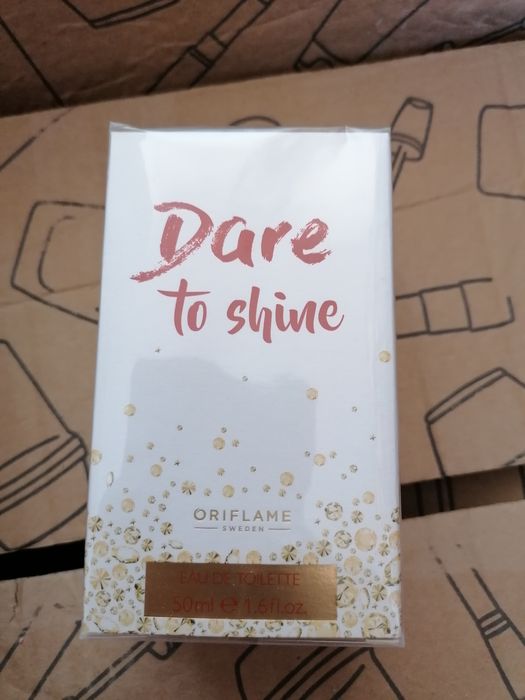 Dare
to shine
ORIFLAME
SWEDEN
EAU DE TOILETTE
50ml e 1.6fl.oz.